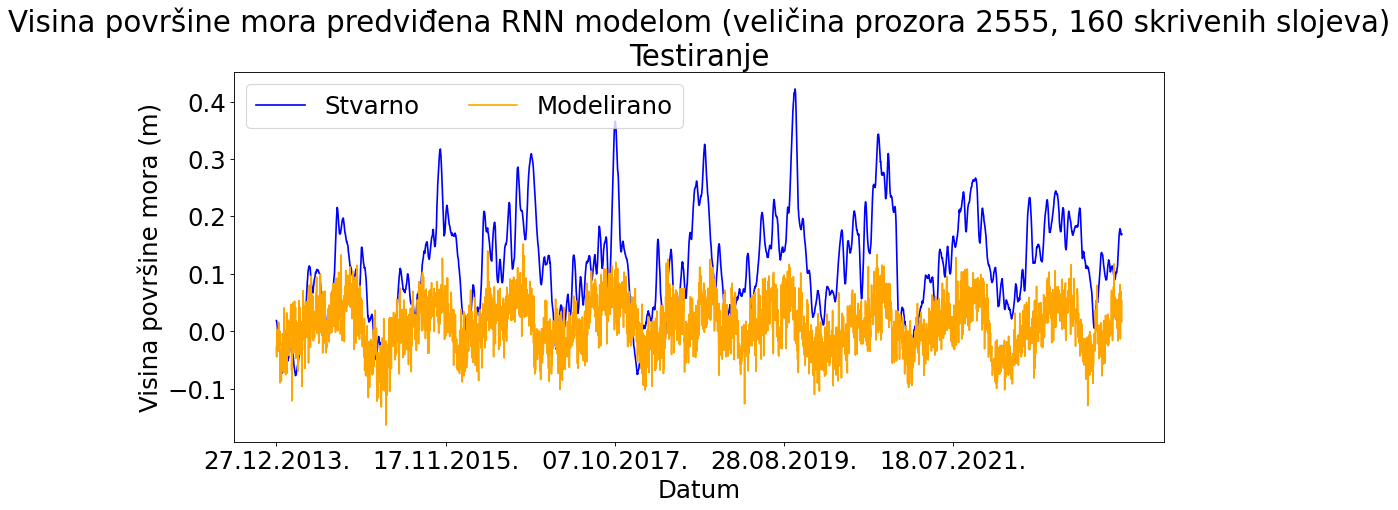 Visina površine mora predviđena RNN modelom (veličina prozora 2555, 160 skrivenih slojeva)
Testiranje
Stvarno Modelirano
Visina površine mora (m)
0.4
0.3
0.2
0.1
0.0
−0.1
27.12.2013. 17.11.2015. 07.10.2017. 28.08.2019. 18.07.2021.
Datum